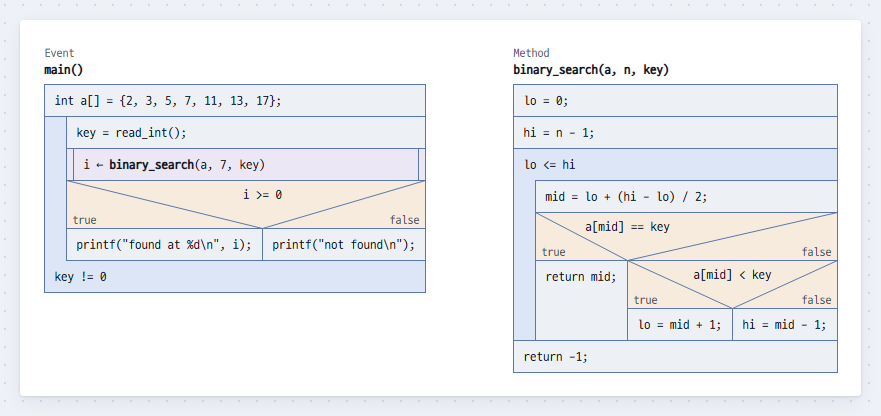 Event
main()
int a[] = {2, 3, 5, 7, 11, 13, 17};
key = read_int();
i ← binary_search(a, 7, key)
i >= 0
true
false
printf("found at %d\n", i);
printf("not found\n");
key != 0
Method
binary_search(a, n, key)
lo = 0;
hi = n - 1;
lo <= hi
mid = lo + (hi - lo) / 2;
a[mid] == key
true
false
return mid;
a[mid] < key
true
false
lo = mid + 1;
hi = mid - 1;
return -1;